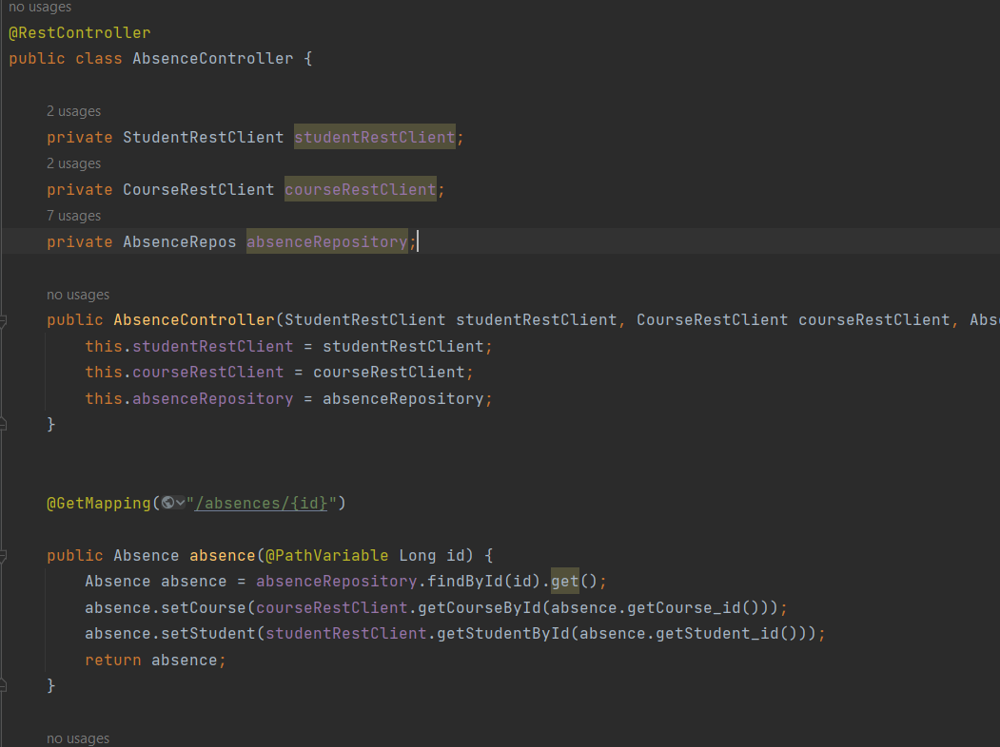 no usages
@RestController
public class AbsenceController {
2 usages
private StudentRestClient studentRestClient;
2 usages
private CourseRestClient courseRestClient;
7 usages
private AbsenceRepos absenceRepository;
no usages
public AbsenceController(StudentRestClient studentRestClient, CourseRestClient courseRestClient, Abse
this.studentRestClient = studentRestClient;
this.courseRestClient = courseRestClient;
this.absenceRepository = absenceRepository;
}
@GetMapping("/absences/{id}")
public Absence absence(@PathVariable Long id) {
Absence absence = absenceRepository.findById(id).get();
absence.setCourse(courseRestClient.getCourseById(absence.getCourse_id()));
absence.setStudent(studentRestClient.getStudentById(absence.getStudent_id()));
return absence;
}
no usages